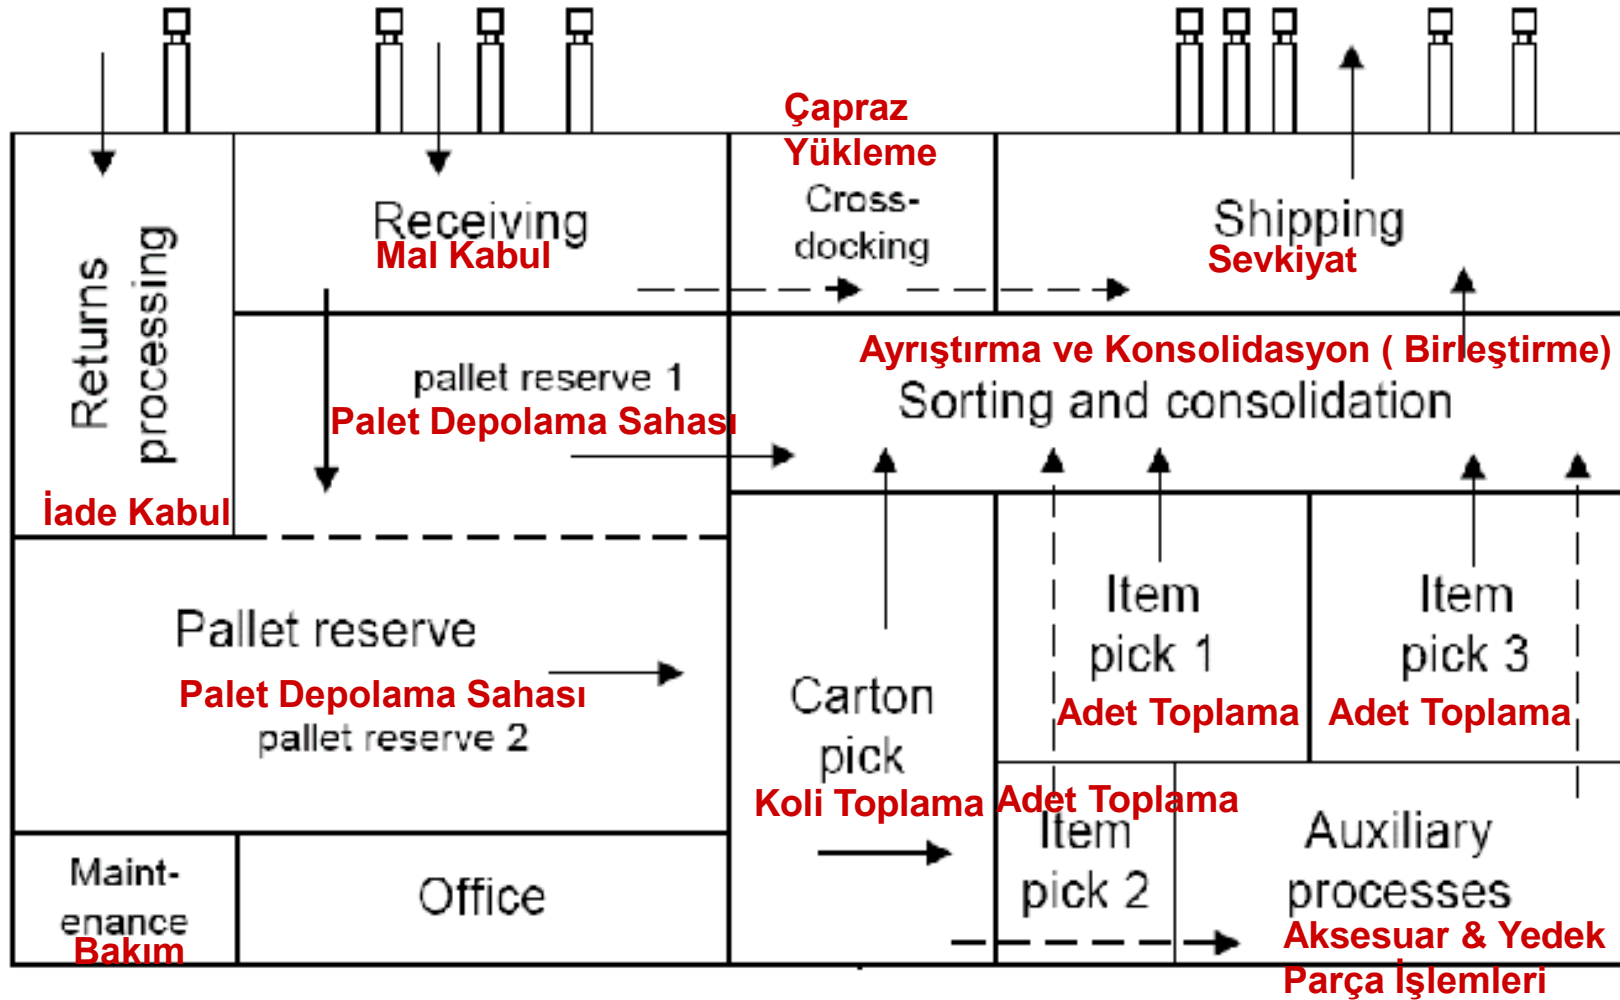 Returns
processing
İade Kabul
Receiving
Mal Kabul
Çapraz
Yükleme
Cross-
docking
Shipping
Sevkiyat
pallet reserve 1
Palet Depolama Sahası
Ayrıştırma ve Konsolidasyon ( Birleştirme)
Sorting and consolidation
Pallet reserve
Palet Depolama Sahası
pallet reserve 2
Carton
pick
Koli Toplama
Item
pick 1
Adet Toplama
Item
pick 3
Adet Toplama
Adet Toplama
Item
pick 2
Auxiliary
processes
Aksesuar & Yedek
Parça İşlemleri
Maint-
enance
Bakım
Office